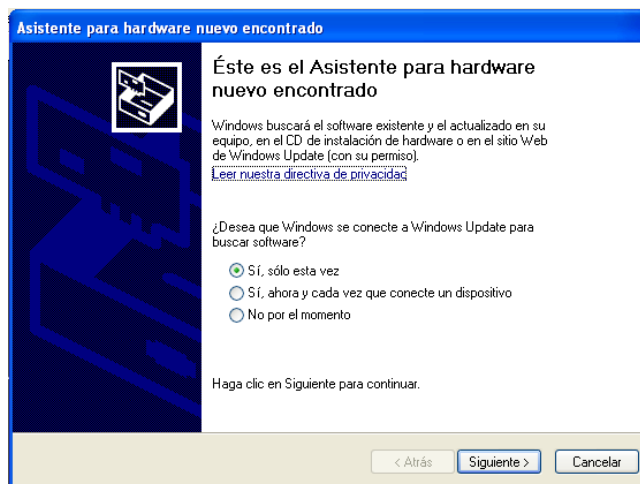 Asistente para hardware nuevo encontrado
Éste es el Asistente para hardware
nuevo encontrado
Windows buscará el software existente y el actualizado en su
equipo, en el CD de instalación de hardware o en el sitio Web
de Windows Update (con su permiso).
Leer nuestra directiva de privacidad
¿Desea que Windows se conecte a Windows Update para
buscar software?
Sí, sólo esta vez
Sí, ahora y cada vez que conecte un dispositivo
No por el momento
Haga clic en Siguiente para continuar.
< Atrás
Siguiente >
Cancelar